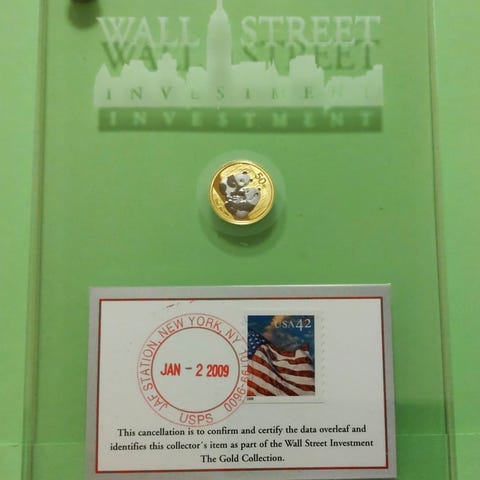 WALL STREET
INVESTMENT
50
USA 42
JAF STATION, NEW YORK, NY 10199-9600
JAN - 2 2009
USPS
This cancellation is to confirm and certify the data overleaf and
identifies this collector's item as part of the Wall Street Investment
The Gold Collection.